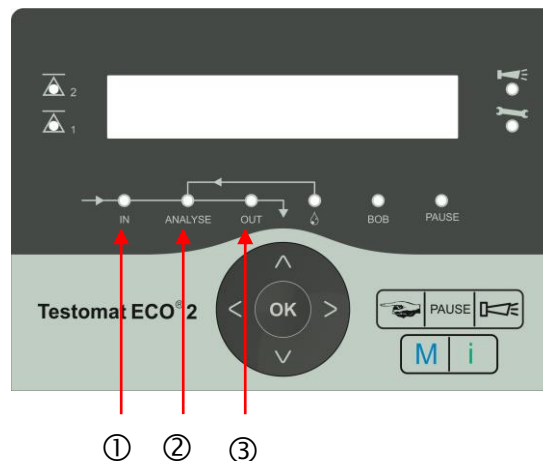 2
1
IN ANALYSE OUT BOB PAUSE
Testomat ECO® 2
OK
PAUSE
M i
① ② ③